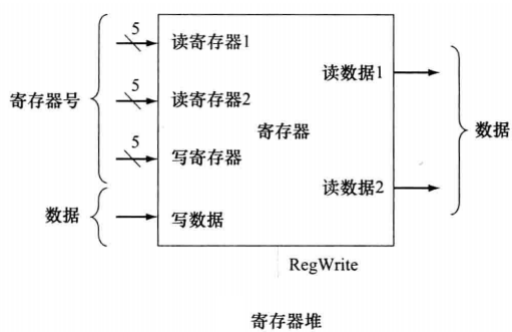 5
读寄存器1
5
读寄存器2
5
写寄存器
写数据
寄存器号
数据
寄存器
读数据1
读数据2
数据
RegWrite
寄存器堆